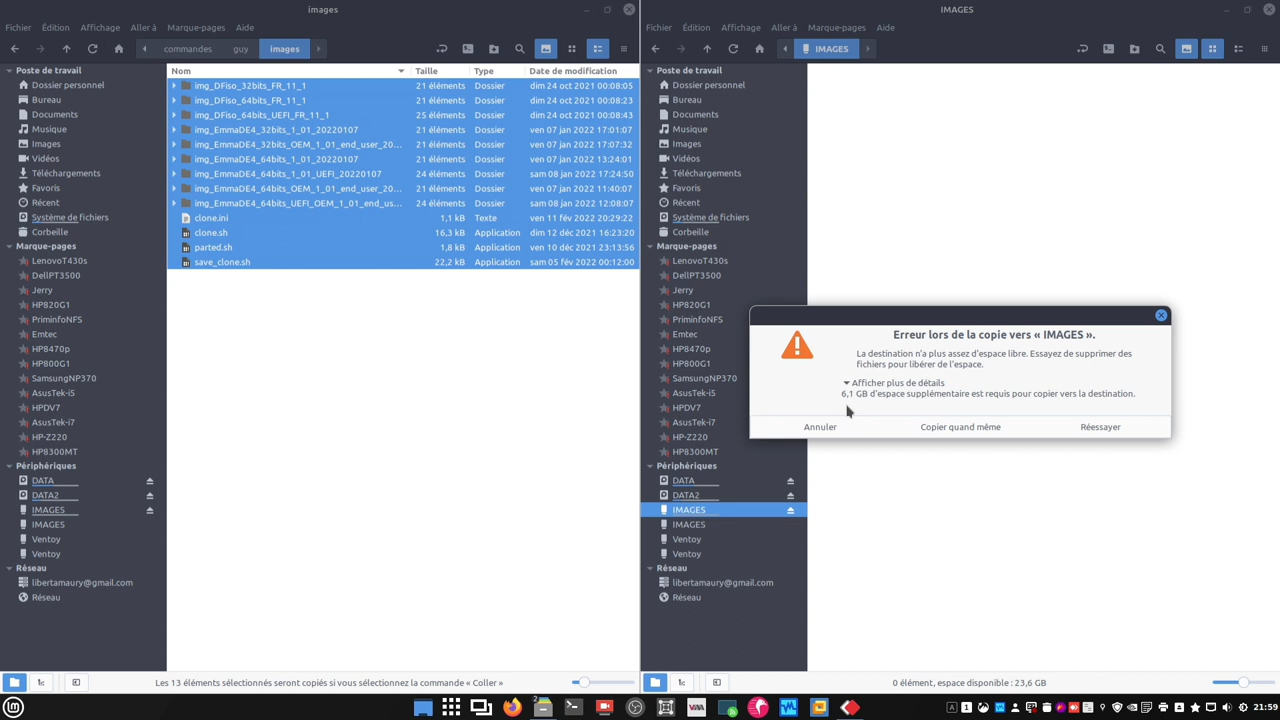 images
Fichier Édition Affichage Aller à Marque-pages Aide
commandes guy images
Poste de travail
Dossier personnel
Bureau
Documents
Musique
Images
Vidéos
Téléchargements
Favoris
Récent
Système de fichiers
Corbeille
Marque-pages
LenovoT430s
DellPT3500
Jerry
HP820G1
PriminfoNFS
Emtec
HP8470p
HP800G1
SamsungNP370
AsusTek-i5
HPDV7
AsusTek-i7
HP-Z220
HP8300MT
Périphériques
DATA
DATA2
IMAGES
IMAGES
Ventoy
Ventoy
Réseau
libertamaury@gmail.com
Réseau
Nom Taille Type Date de modification
img_DFiso_32bits_FR_11_1 21 éléments Dossier dim 24 oct 2021 00:08:05
img_DFiso_64bits_FR_11_1 21 éléments Dossier dim 24 oct 2021 00:08:23
img_DFiso_64bits_UEFI_FR_11_1 25 éléments Dossier dim 24 oct 2021 00:08:43
img_EmmaDE4_32bits_1_01_20220107 21 éléments Dossier ven 07 jan 2022 17:01:07
img_EmmaDE4_32bits_OEM_1_01_end_user_20... 21 éléments Dossier ven 07 jan 2022 17:07:32
img_EmmaDE4_64bits_1_01_20220107 21 éléments Dossier ven 07 jan 2022 13:24:01
img_EmmaDE4_64bits_1_01_UEFI_20220107 24 éléments Dossier sam 08 jan 2022 17:24:50
img_EmmaDE4_64bits_OEM_1_01_end_user_20... 21 éléments Dossier ven 07 jan 2022 11:40:07
img_EmmaDE4_64bits_UEFI_OEM_1_01_end_us... 24 éléments Dossier sam 08 jan 2022 12:08:07
clone.ini 1,1 kB Texte ven 11 fév 2022 20:29:22
clone.sh 16,3 kB Application dim 12 déc 2021 16:23:20
parted.sh 1,8 kB Application ven 10 déc 2021 23:13:56
save_clone.sh 22,2 kB Application sam 05 fév 2022 00:12:00
Les 13 éléments sélectionnés seront copiés si vous sélectionnez la commande « Coller »
IMAGES
Fichier Édition Affichage Aller à Marque-pages Aide
IMAGES
Poste de travail
Dossier personnel
Bureau
Documents
Musique
Images
Vidéos
Téléchargements
Favoris
Récent
Système de fichiers
Corbeille
Marque-pages
LenovoT430s
DellPT3500
Jerry
HP820G1
PriminfoNFS
Emtec
HP8470p
HP800G1
SamsungNP370
AsusTek-i5
HPDV7
AsusTek-i7
HP-Z220
HP8300MT
Périphériques
DATA
DATA2
IMAGES
IMAGES
Ventoy
Ventoy
Réseau
libertamaury@gmail.com
Réseau
Erreur lors de la copie vers « IMAGES ».
La destination n'a plus assez d'espace libre. Essayez de supprimer des
fichiers pour libérer de l'espace.
Afficher plus de détails
6,1 GB d'espace supplémentaire est requis pour copier vers la destination.
Annuler Copier quand même Réessayer
0 élément, espace disponible : 23,6 GB
21:59